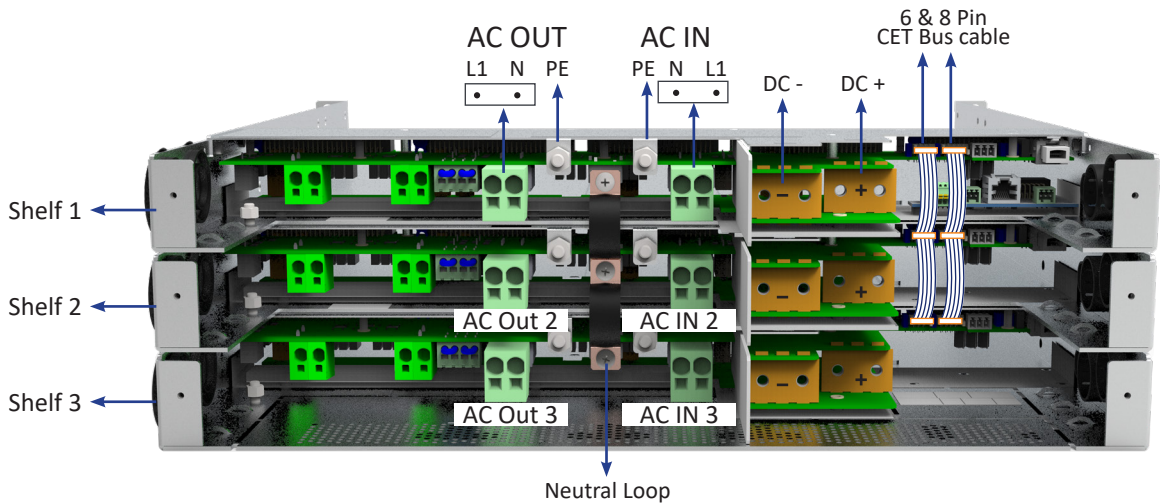 6 & 8 Pin
CET Bus cable
AC OUT
AC IN
L1 N PE
PE N L1
DC -
DC +
Shelf 1
- +
Shelf 2
- +
AC Out 2
AC IN 2
Shelf 3
- +
AC Out 3
AC IN 3
Neutral Loop